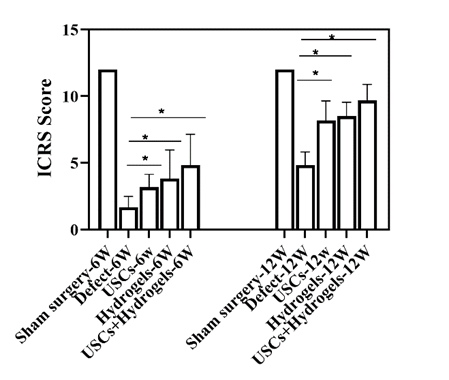 ICRS Score
15
10
5
0
*
*
*
*
*
*
Sham surgery-6W
Defect-6W
USCs-6w
Hydrogels-6W
USCs+Hydrogels-6W
Sham surgery-12W
Defect-12W
USCs-12w
Hydrogels-12W
USCs+Hydrogels-12W